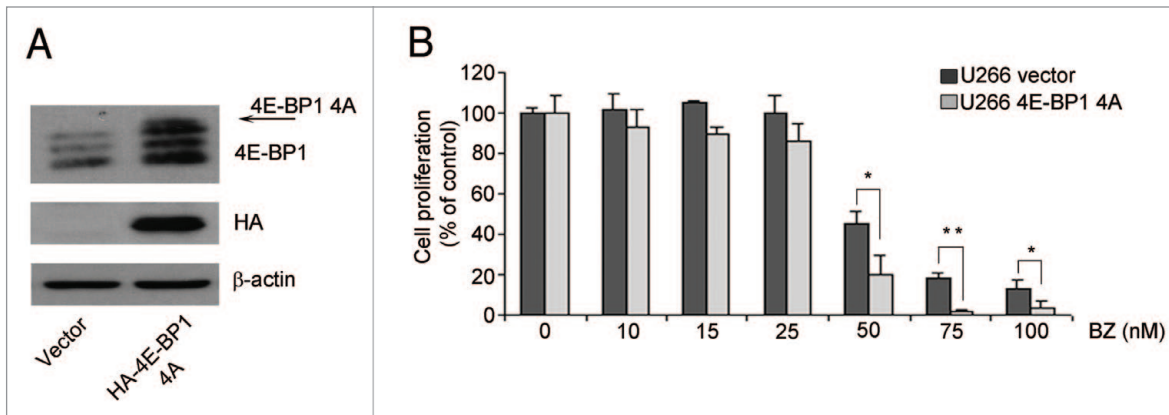 A
4E-BP1 4A
4E-BP1
HA
β-actin
Vector
HA-4E-BP1
4A
B
Cell proliferation
(% of control)
120
100
80
60
40
20
0
U266 vector
U266 4E-BP1 4A
*
**
*
0 10 15 25 50 75 100 BZ (nM)